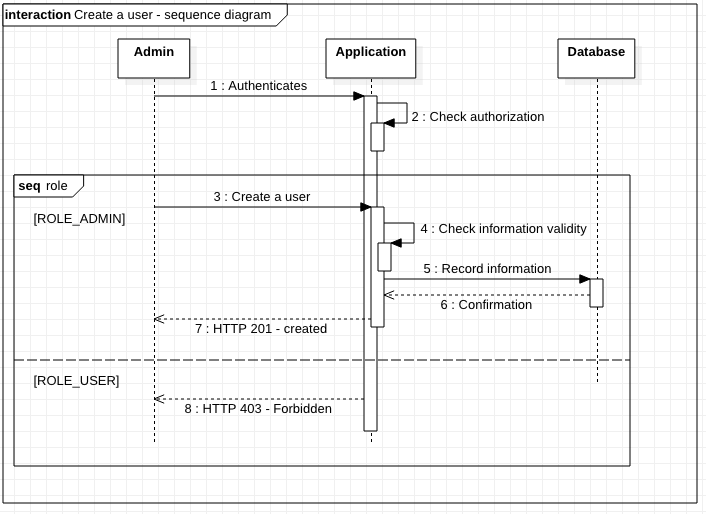 interaction Create a user - sequence diagram
Admin
Application
Database
1 : Authenticates
2 : Check authorization
seq role
3 : Create a user
[ROLE_ADMIN]
4 : Check information validity
5 : Record information
6 : Confirmation
7 : HTTP 201 - created
[ROLE_USER]
8 : HTTP 403 - Forbidden